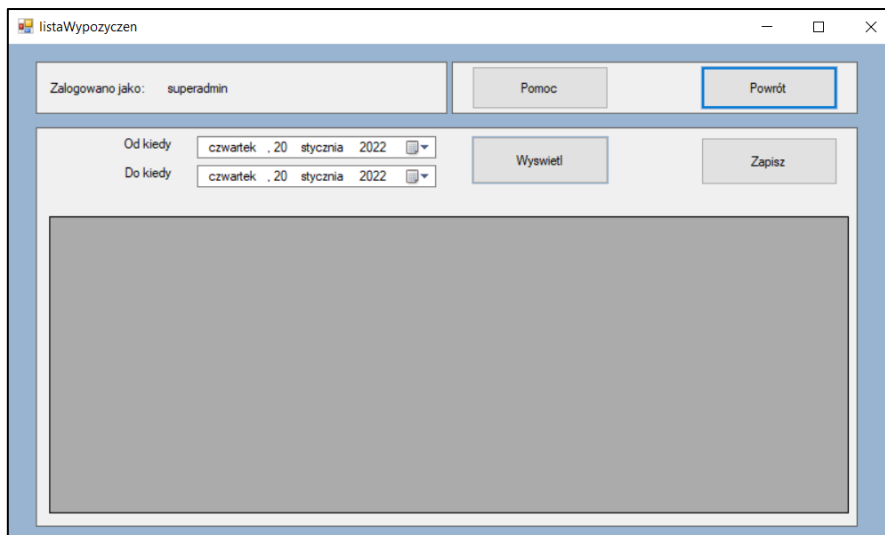 listaWypozyczen
Zalogowano jako: superadmin
Pomoc
Powrót
Od kiedy
czwartek , 20 stycznia 2022
Do kiedy
czwartek , 20 stycznia 2022
Wyswietl
Zapisz